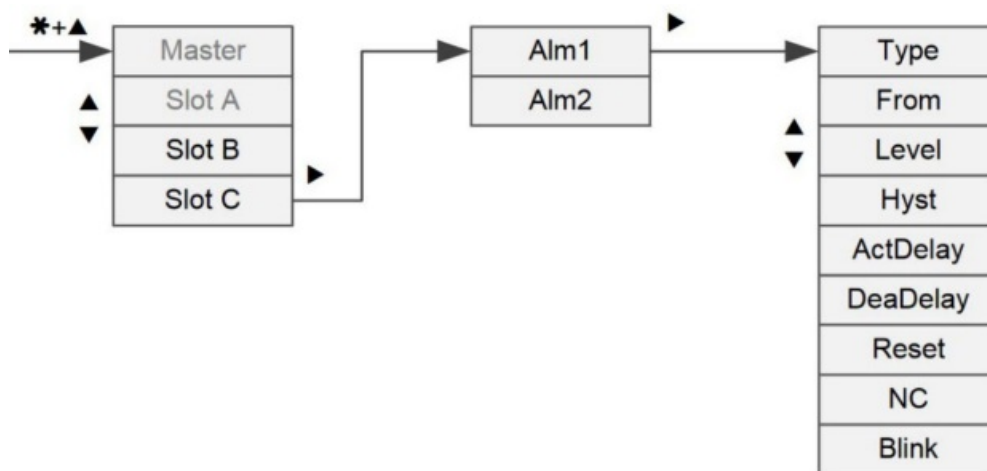 ✱+▲
Master
Slot A
▲
▼
Slot B
Slot C
▶
Alm1
Alm2
▶
Type
From
▲
▼
Level
Hyst
ActDelay
DeaDelay
Reset
NC
Blink